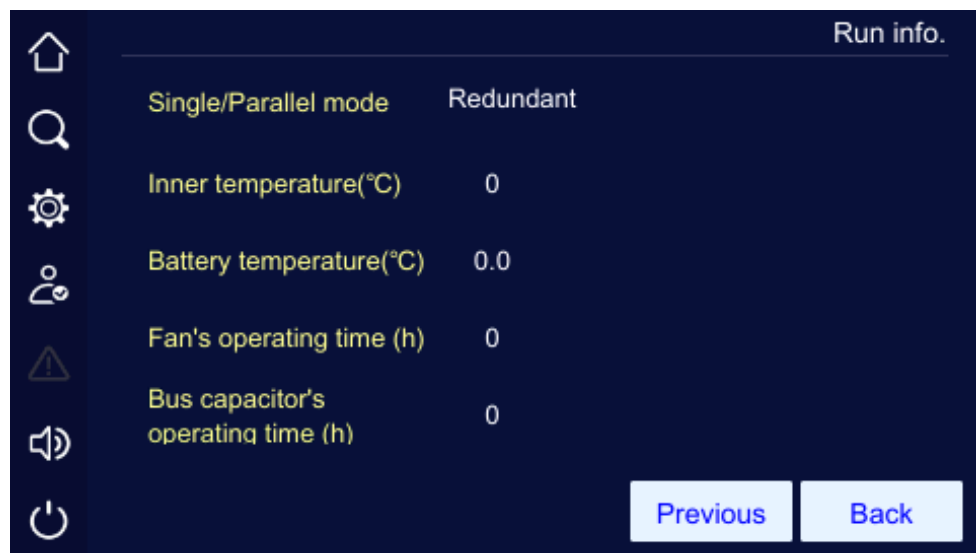 Run info.
Single/Parallel mode Redundant
Inner temperature(℃) 0
Battery temperature(℃) 0.0
Fan's operating time (h) 0
Bus capacitor's
operating time (h) 0
Previous Back